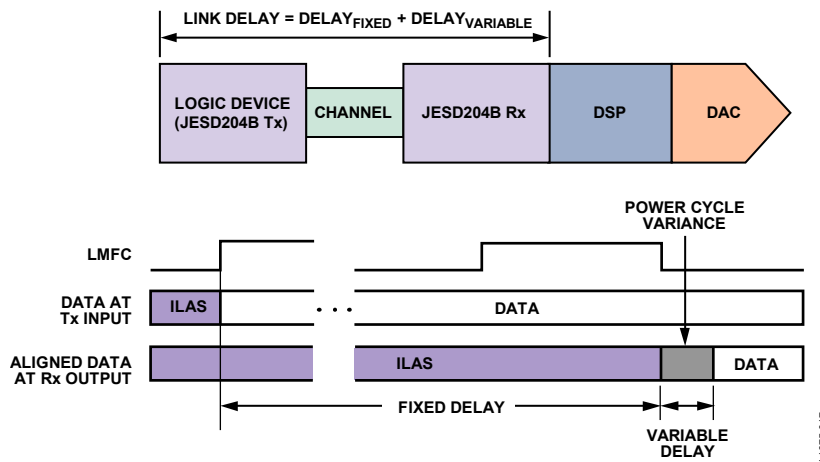 LINK DELAY = DELAYFIXED + DELAYVARIABLE
LOGIC DEVICE
(JESD204B Tx)
CHANNEL
JESD204B Rx
DSP
DAC
POWER CYCLE
VARIANCE
LMFC
DATA AT
Tx INPUT
ILAS
DATA
ALIGNED DATA
AT Rx OUTPUT
ILAS
DATA
FIXED DELAY
VARIABLE
DELAY